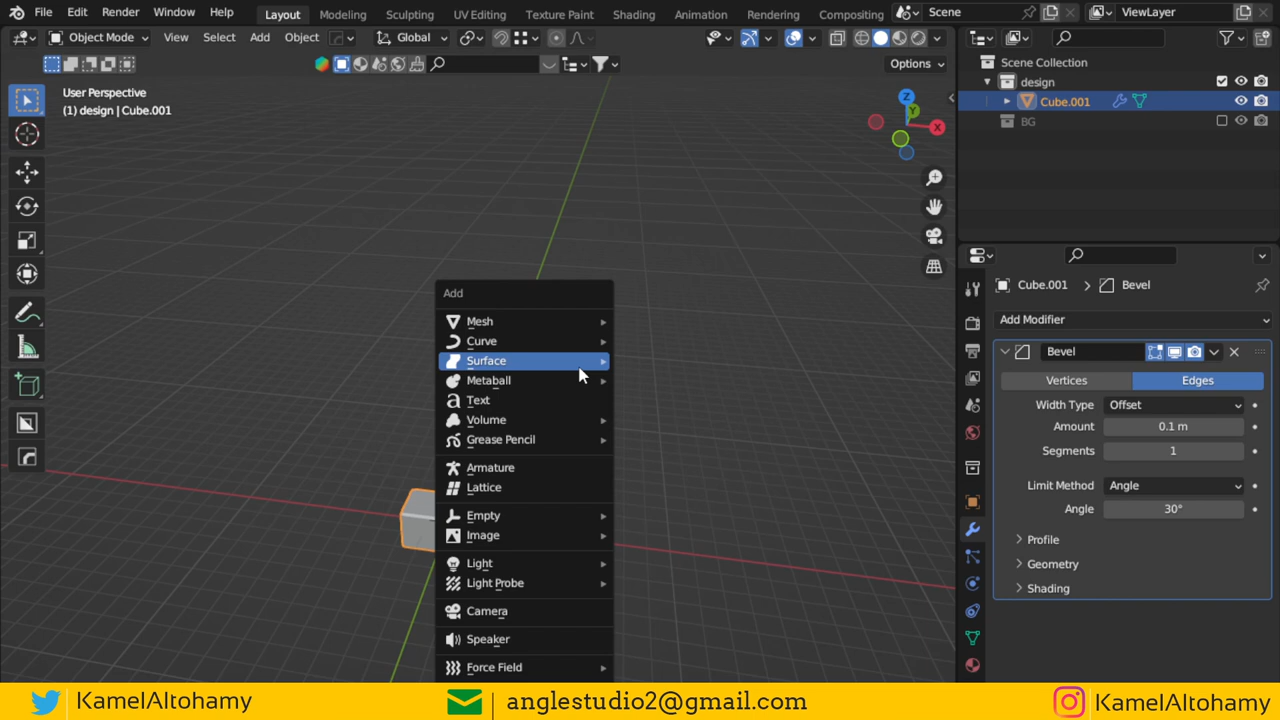 File Edit Render Window Help Layout Modeling Sculpting UV Editing Texture Paint Shading Animation Rendering Compositing Scene ViewLayer
Object Mode View Select Add Object Global
Options
User Perspective
(1) design | Cube.001
Z
Y
X
Scene Collection
design
Cube.001
BG
Add
Mesh
Curve
Surface
Metaball
Text
Volume
Grease Pencil
Armature
Lattice
Empty
Image
Light
Light Probe
Camera
Speaker
Force Field
Cube.001 > Bevel
Add Modifier
Bevel
Vertices Edges
Width Type Offset
Amount 0.1 m
Segments 1
Limit Method Angle
Angle 30°
Profile
Geometry
Shading
KamelAltohamy anglestudio2@gmail.com KamelAltohamy